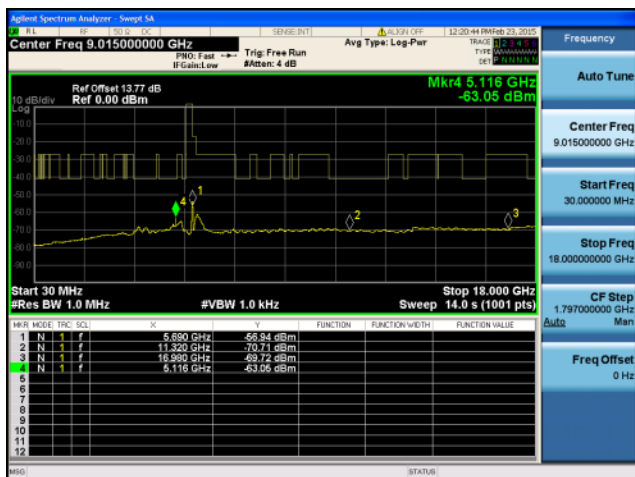 Agilent Spectrum Analyzer - Swept SA
RL RF 50 Ω DC SENSE:INT ALIGN OFF 12:20:44 PM Feb 23, 2015
Center Freq 9.015000000 GHz
PNO: Fast
IFGain:Low
Trig: Free Run
#Atten: 4 dB
Avg Type: Log-Pwr
TRACE 1 2 3 4 5 6
TYPE
DET P N N N N N
Ref Offset 13.77 dB
10 dB/div Ref 0.00 dBm
Log
Mkr4 5.116 GHz
-63.05 dBm
-10.0
-20.0
-30.0
-40.0
-50.0
-60.0
-70.0
-80.0
-90.0
4
1
2
3
Start 30 MHz Stop 18.000 GHz
#Res BW 1.0 MHz #VBW 1.0 kHz Sweep 14.0 s (1001 pts)
MKR MODE TRC SCL X Y FUNCTION FUNCTION WIDTH FUNCTION VALUE
1 N 1 f 5.690 GHz -56.94 dBm
2 N 1 f 11.320 GHz -70.71 dBm
3 N 1 f 16.980 GHz -69.72 dBm
4 N 1 f 5.116 GHz -63.05 dBm
5
6
7
8
9
10
11
12
MSG STATUS
Frequency
Auto Tune
Center Freq
9.015000000 GHz
Start Freq
30.000000 MHz
Stop Freq
18.000000000 GHz
CF Step
1.797000000 GHz
Auto Man
Freq Offset
0 Hz